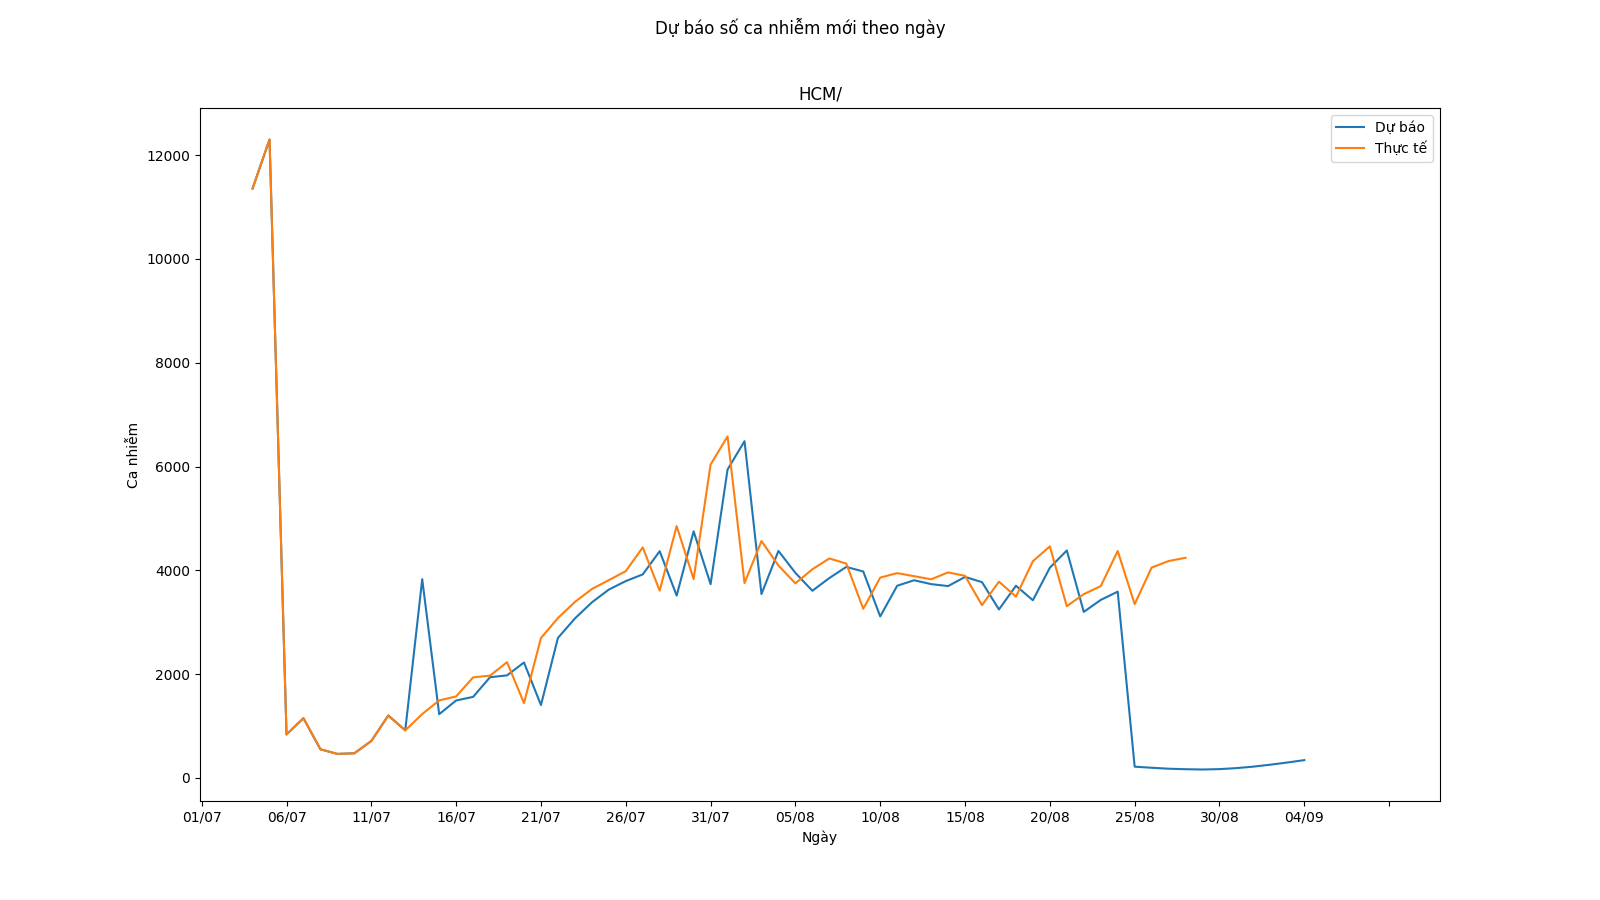 Dự báo số ca nhiễm mới theo ngày
HCM/
Dự báo
Thực tế
12000
10000
8000
6000
4000
2000
0
Ca nhiễm
01/07 06/07 11/07 16/07 21/07 26/07 31/07 05/08 10/08 15/08 20/08 25/08 30/08 04/09
Ngày